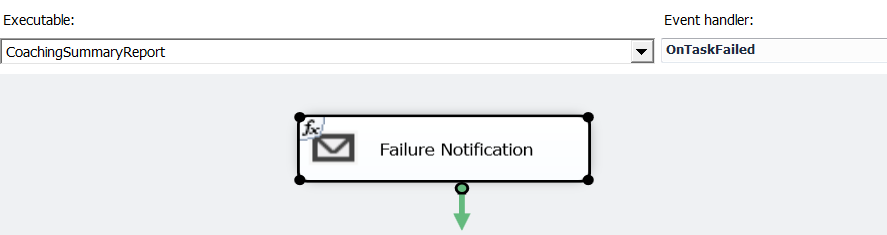 Executable:
Event handler:
CoachingSummaryReport
OnTaskFailed
fx
Failure Notification